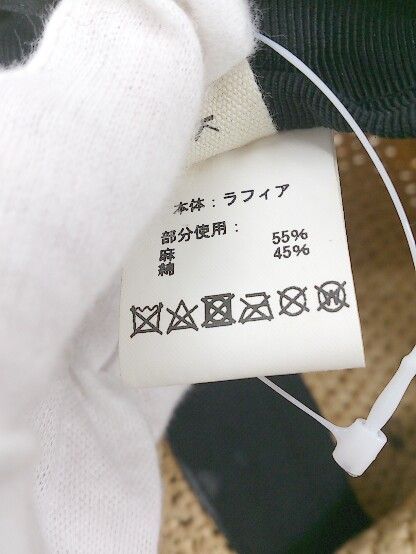 K
本体：ラフィア
部分使用：
麻 55%
綿 45%
W